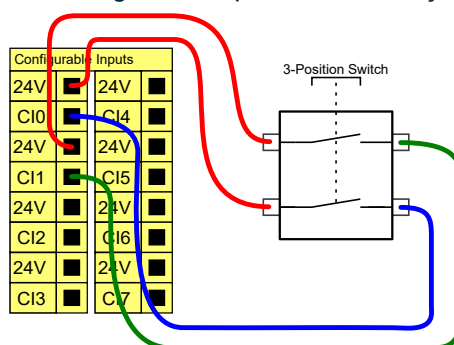 Configurable Inputs
24V 24V
CI0 CI4
24V 24V
CI1 CI5
24V 24V
CI2 CI6
24V 24V
CI3 CI7
3-Position Switch